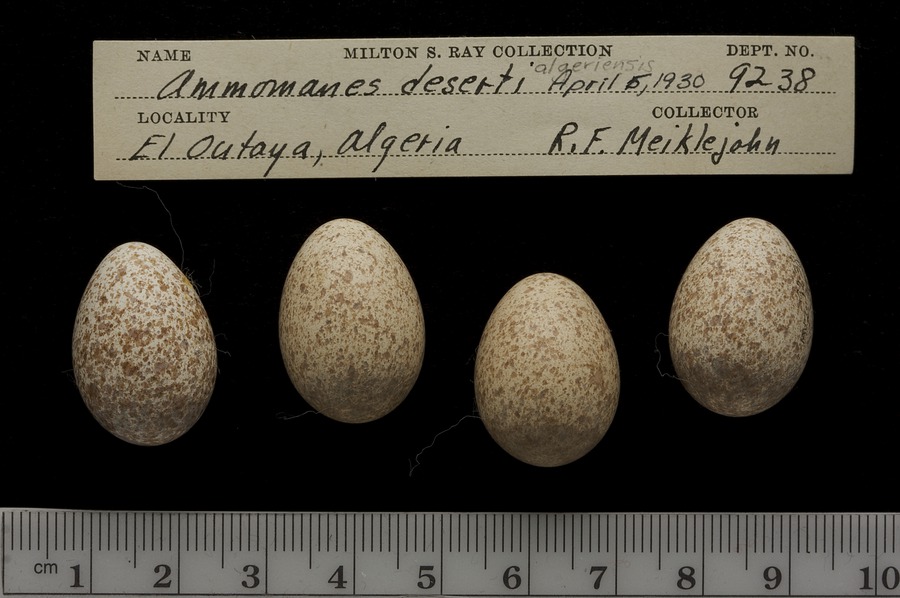 NAME MILTON S. RAY COLLECTION DEPT. NO.
algeriensis
Ammomanes deserti April 5, 1930 9238
LOCALITY COLLECTOR
El Outaya, Algeria R.F. Meiklejohn
cm 1 2 3 4 5 6 7 8 9 10